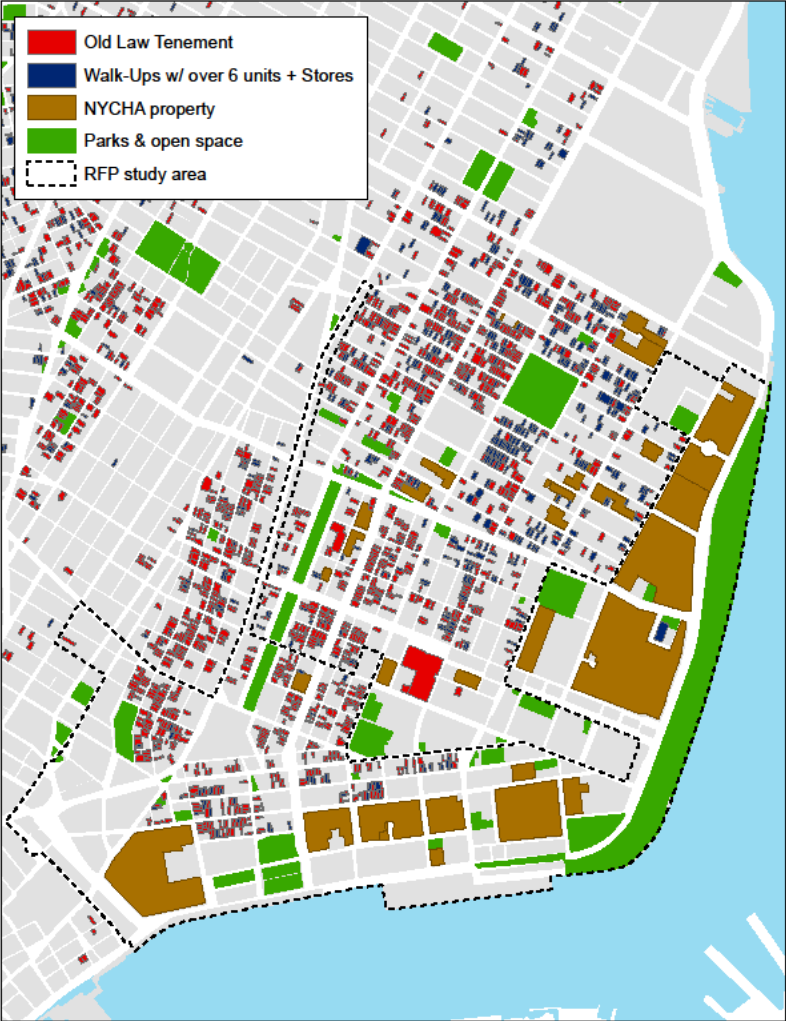 Old Law Tenement
Walk-Ups w/ over 6 units + Stores
NYCHA property
Parks & open space
RFP study area